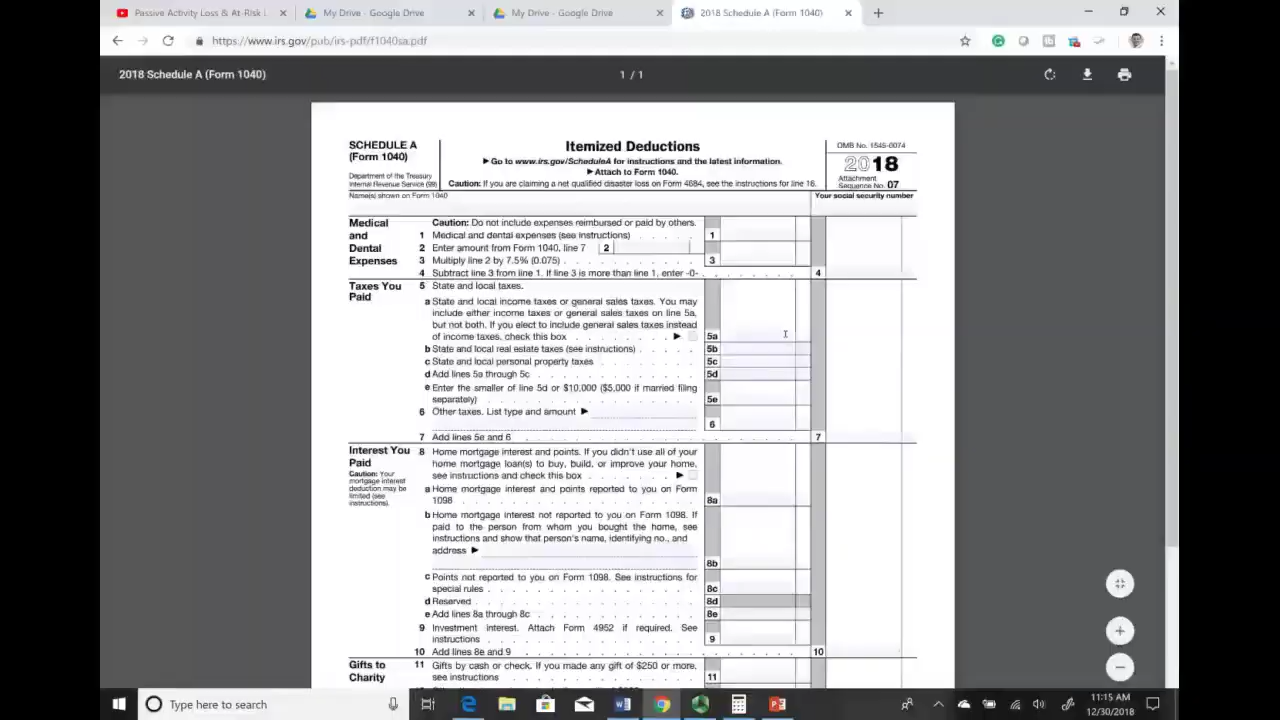 Passive Activity Loss & At-Risk L
My Drive - Google Drive
My Drive - Google Drive
2018 Schedule A (Form 1040)
https://www.irs.gov/pub/irs-pdf/f1040sa.pdf
2018 Schedule A (Form 1040)
1 / 1
SCHEDULE A
(Form 1040)
Department of the Treasury
Internal Revenue Service (99)
Itemized Deductions
▶ Go to www.irs.gov/ScheduleA for instructions and the latest information.
▶ Attach to Form 1040.
Caution: If you are claiming a net qualified disaster loss on Form 4684, see the instructions for line 16.
OMB No. 1545-0074
2018
Attachment
Sequence No. 07
Name(s) shown on Form 1040
Your social security number
Medical
and
Dental
Expenses
Caution: Do not include expenses reimbursed or paid by others.
1 Medical and dental expenses (see instructions) . . . . . 1
2 Enter amount from Form 1040, line 7 2
3 Multiply line 2 by 7.5% (0.075) . . . . . . . . . . 3
4 Subtract line 3 from line 1. If line 3 is more than line 1, enter -0- . . . . . . . . 4
Taxes You
Paid
5 State and local taxes.
a State and local income taxes or general sales taxes. You may
include either income taxes or general sales taxes on line 5a,
but not both. If you elect to include general sales taxes instead
of income taxes, check this box . . . . . . . ▶ 5a
b State and local real estate taxes (see instructions) . . . . . 5b
c State and local personal property taxes . . . . . . . . 5c
d Add lines 5a through 5c . . . . . . . . . . . . 5d
e Enter the smaller of line 5d or $10,000 ($5,000 if married filing
separately) . . . . . . . . . . . . . . . . 5e
6 Other taxes. List type and amount ▶
6
7 Add lines 5e and 6 . . . . . . . . . . . . . . . . . . 7
Interest You
Paid
Caution: Your
mortgage interest
deduction may be
limited (see
instructions).
8 Home mortgage interest and points. If you didn't use all of your
home mortgage loan(s) to buy, build, or improve your home,
see instructions and check this box . . . . . . . ▶
a Home mortgage interest and points reported to you on Form
1098 . . . . . . . . . . . . . . . . . 8a
b Home mortgage interest not reported to you on Form 1098. If
paid to the person from whom you bought the home, see
instructions and show that person's name, identifying no., and
address ▶
8b
c Points not reported to you on Form 1098. See instructions for
special rules . . . . . . . . . . . . . . . . 8c
d Reserved . . . . . . . . . . . . . . . . . 8d
e Add lines 8a through 8c . . . . . . . . . . . . 8e
9 Investment interest. Attach Form 4952 if required. See
instructions . . . . . . . . . . . . . . . . 9
10 Add lines 8e and 9 . . . . . . . . . . . . . . . . . . 10
Gifts to
Charity
11 Gifts by cash or check. If you made any gift of $250 or more,
see instructions . . . . . . . . . . . . . . . 11
Type here to search
11:15 AM
12/30/2018